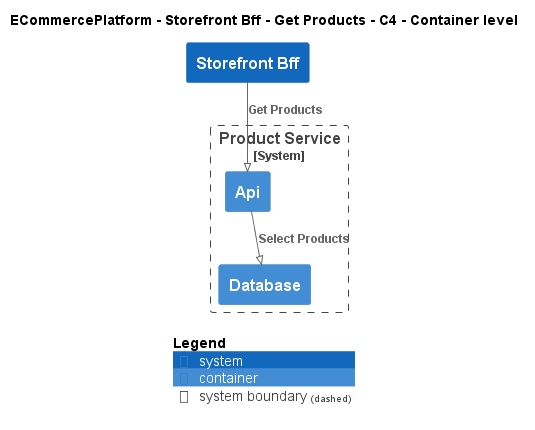 ECommercePlatform - Storefront Bff - Get Products - C4 - Container level
Storefront Bff
Get Products
Product Service
[System]
Api
Select Products
Database
Legend
system
container
system boundary (dashed)